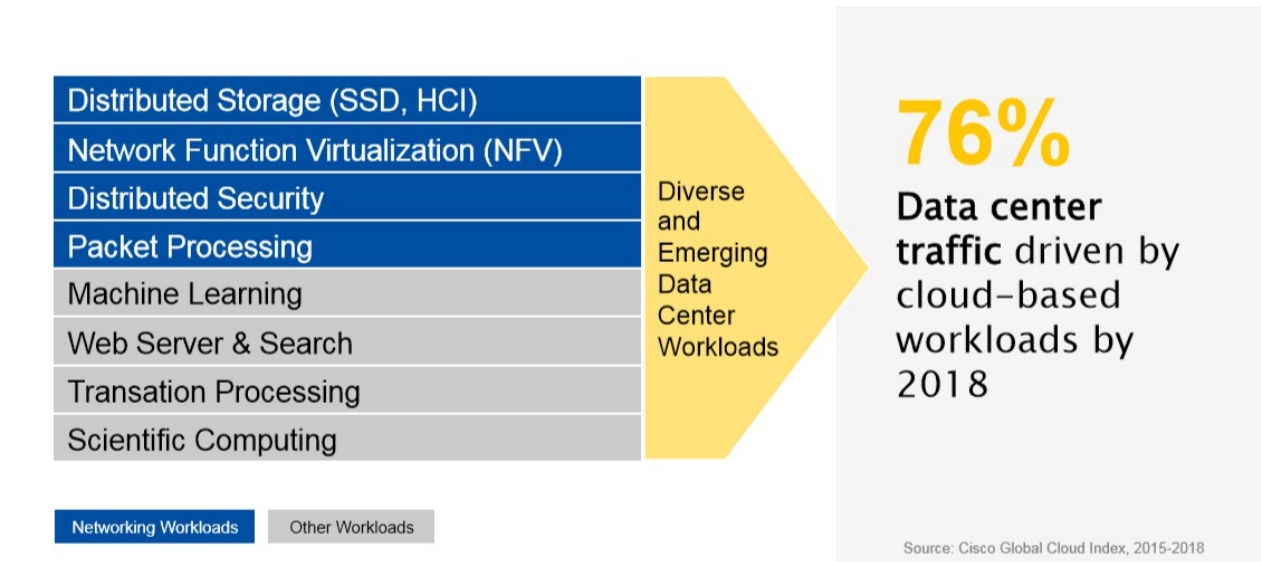 Distributed Storage (SSD, HCI)
Network Function Virtualization (NFV)
Distributed Security
Packet Processing
Machine Learning
Web Server & Search
Transation Processing
Scientific Computing
Diverse
and
Emerging
Data
Center
Workloads
76%
Data center
traffic driven by
cloud-based
workloads by
2018
Networking Workloads
Other Workloads
Source: Cisco Global Cloud Index, 2015-2018